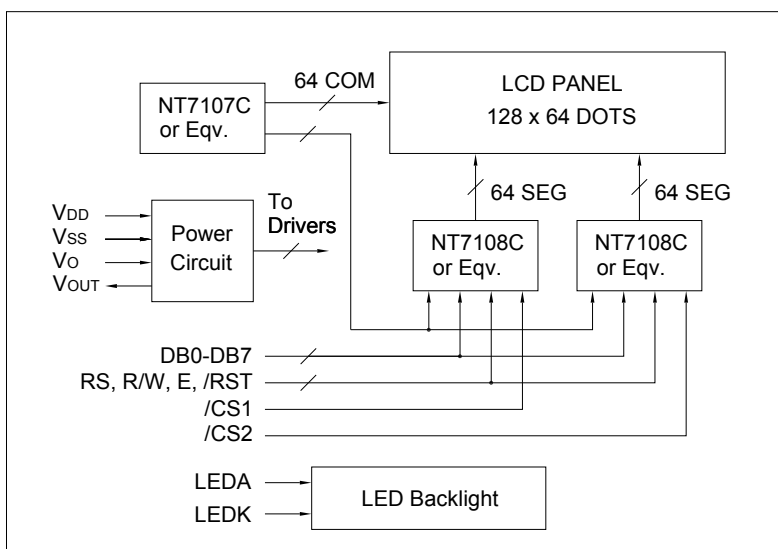 64 COM
NT7107C
or Eqv.
LCD PANEL
128 x 64 DOTS
64 SEG
64 SEG
VDD
VSS
VO
VOUT
Power
Circuit
To
Drivers
NT7108C
or Eqv.
NT7108C
or Eqv.
DB0-DB7
RS, R/W, E, /RST
/CS1
/CS2
LEDA
LEDK
LED Backlight